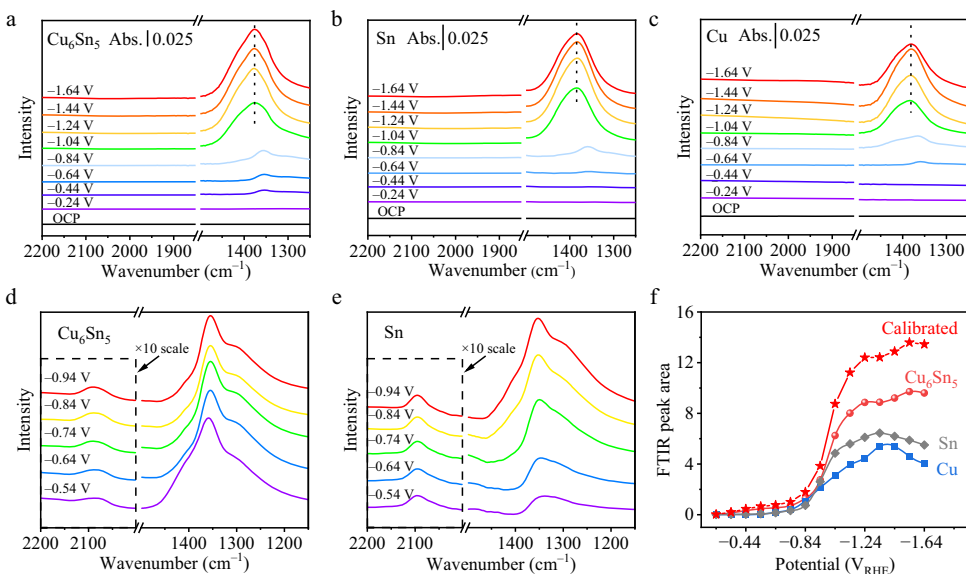 a
Cu₆Sn₅ Abs. | 0.025
−1.64 V
−1.44 V
−1.24 V
−1.04 V
−0.84 V
−0.64 V
−0.44 V
−0.24 V
OCP
Intensity
2200 2100 2000 1900 1400 1300
Wavenumber (cm⁻¹)
b
Sn Abs. | 0.025
−1.64 V
−1.44 V
−1.24 V
−1.04 V
−0.84 V
−0.64 V
−0.44 V
−0.24 V
OCP
Intensity
2200 2100 2000 1900 1400 1300
Wavenumber (cm⁻¹)
c
Cu Abs. | 0.025
−1.64 V
−1.44 V
−1.24 V
−1.04 V
−0.84 V
−0.64 V
−0.44 V
−0.24 V
OCP
Intensity
2200 2100 2000 1900 1400 1300
Wavenumber (cm⁻¹)
d
Cu₆Sn₅
×10 scale
−0.94 V
−0.84 V
−0.74 V
−0.64 V
−0.54 V
Intensity
2200 2100 1400 1300 1200
Wavenumber (cm⁻¹)
e
Sn
×10 scale
−0.94 V
−0.84 V
−0.74 V
−0.64 V
−0.54 V
Intensity
2200 2100 1400 1300 1200
Wavenumber (cm⁻¹)
f
16
12
8
4
0
FTIR peak area
Calibrated
Cu₆Sn₅
Sn
Cu
−0.44 −0.84 −1.24 −1.64
Potential (V_RHE)